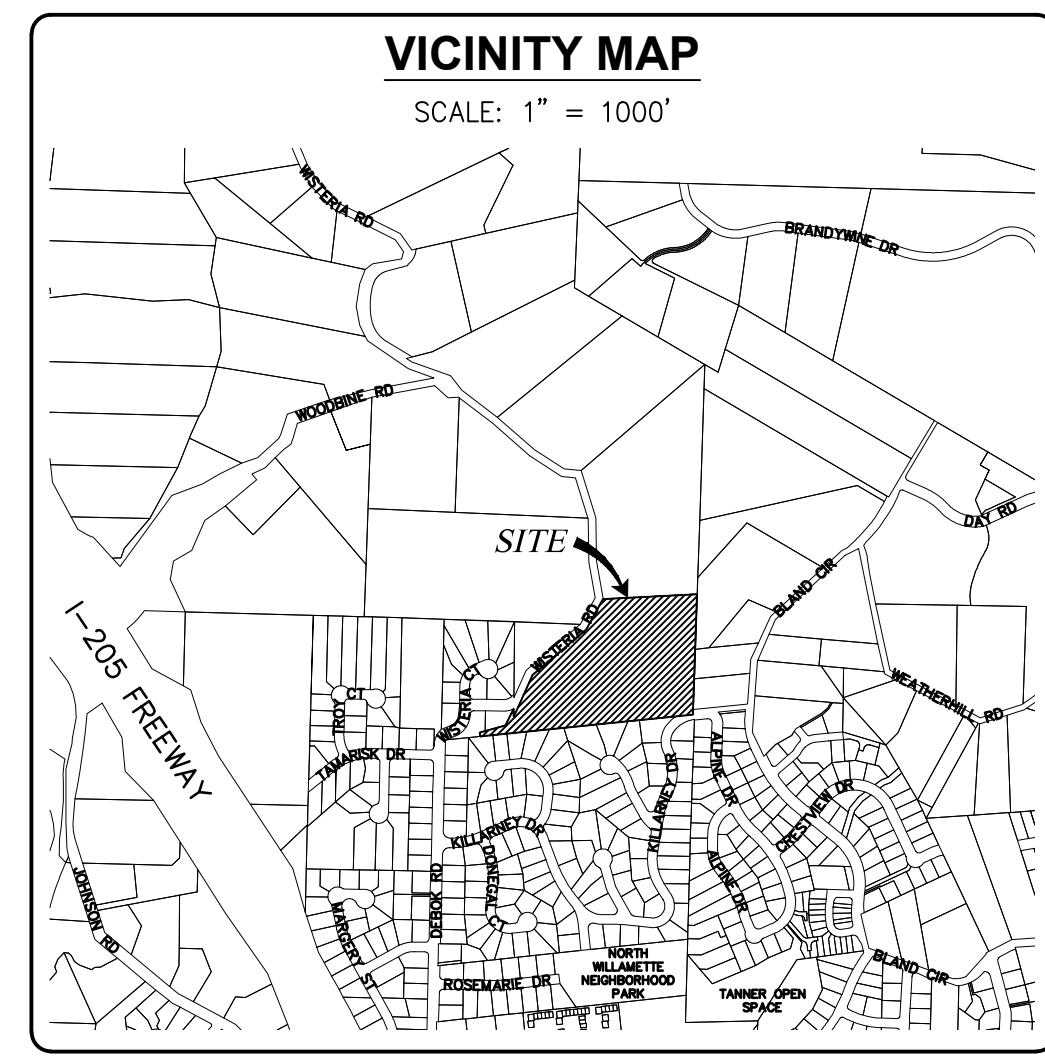 VICINITY MAP
SCALE: 1" = 1000'
WISTERIA RD
BRANDYWINE DR
WOODBINE RD
DAY RD
SITE
BLAND CIR
I-205 FREEWAY
WISTERIA RD
WISTERIA CT
TROY CT
WEATHERHILL RD
TAMARISK DR
ALPINE DR
KILLARNEY DR
CRESTVIEW DR
KILLARNEY DR
DONEGAL CT
DEBOK RD
ALPINE DR
JOHNSON RD
MARGERY ST
ROSEMARIE DR
NORTH
WILLAMETTE
NEIGHBORHOOD
PARK
BLAND CIR
TANNER OPEN
SPACE